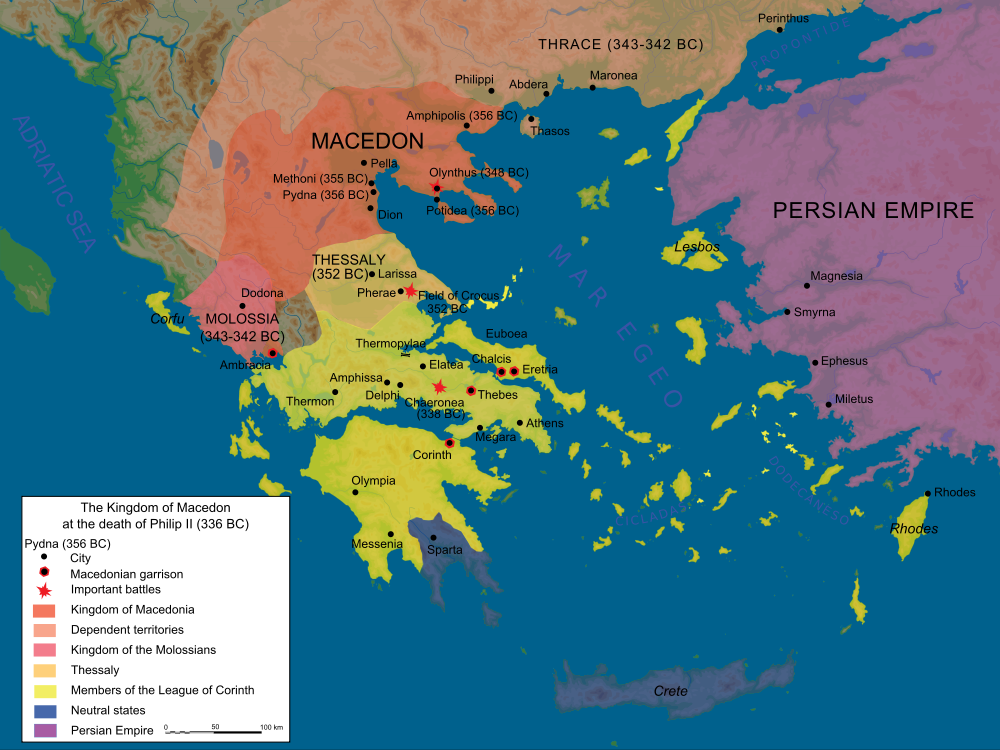 Perinthus
PROPONTIDE
THRACE (343-342 BC)
Philippi
Abdera
Maronea
Amphipolis (356 BC)
Thasos
ADRIATIC SEA
MACEDON
Pella
Methoni (355 BC)
Olynthus (348 BC)
Pydna (356 BC)
Potidea (356 BC)
Dion
PERSIAN EMPIRE
Lesbos
THESSALY
(352 BC)
Larissa
Magnesia
Pherae
Field of Crocus
352 BC
Dodona
Corfu
MOLOSSIA
(343-342 BC)
Smyrna
MAR EGEO
Euboea
Thermopylae
Ambracia
Elatea
Chalcis
Eretria
Ephesus
Amphissa
Delphi
Thebes
Thermon
Chaeronea
(338 BC)
Miletus
Athens
Megara
Corinth
Olympia
DODECANESO
Rhodes
CICLADAS
Rhodes
Messenia
Sparta
Crete
The Kingdom of Macedon
at the death of Philip II (336 BC)
Pydna (356 BC)
City
Macedonian garrison
Important battles
Kingdom of Macedonia
Dependent territories
Kingdom of the Molossians
Thessaly
Members of the League of Corinth
Neutral states
Persian Empire
0 50 100 km